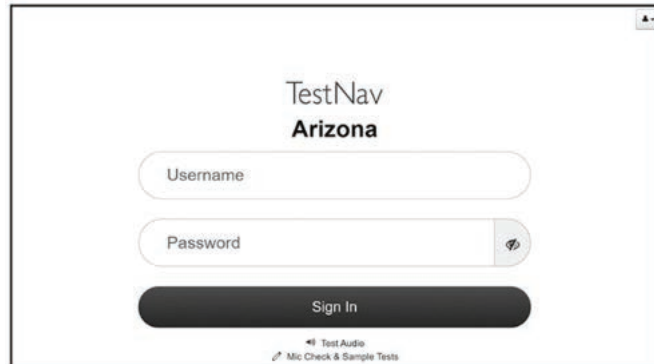 TestNav
Arizona
Username
Password
Sign In
Test Audio
Mic Check & Sample Tests